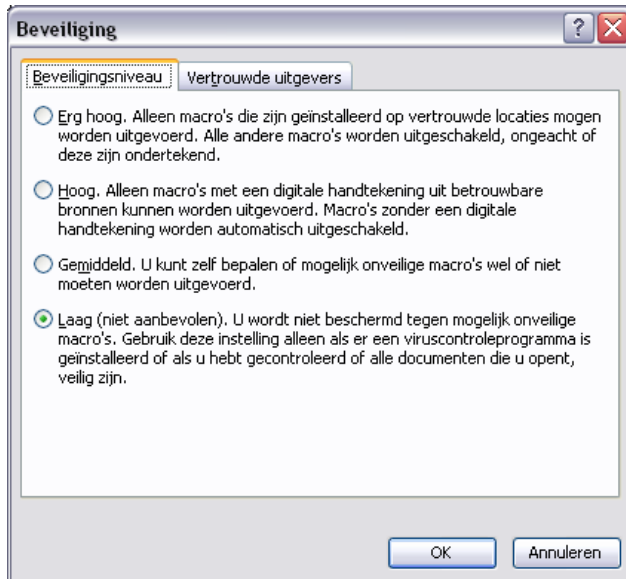 Beveiliging
Beveiligingsniveau
Vertrouwde uitgevers
Erg hoog. Alleen macro's die zijn geïnstalleerd op vertrouwde locaties mogen
worden uitgevoerd. Alle andere macro's worden uitgeschakeld, ongeacht of
deze zijn ondertekend.
Hoog. Alleen macro's met een digitale handtekening uit betrouwbare
bronnen kunnen worden uitgevoerd. Macro's zonder een digitale
handtekening worden automatisch uitgeschakeld.
Gemiddeld. U kunt zelf bepalen of mogelijk onveilige macro's wel of niet
moeten worden uitgevoerd.
Laag (niet aanbevolen). U wordt niet beschermd tegen mogelijk onveilige
macro's. Gebruik deze instelling alleen als er een viruscontroleprogramma is
geïnstalleerd of als u hebt gecontroleerd of alle documenten die u opent,
veilig zijn.
OK
Annuleren